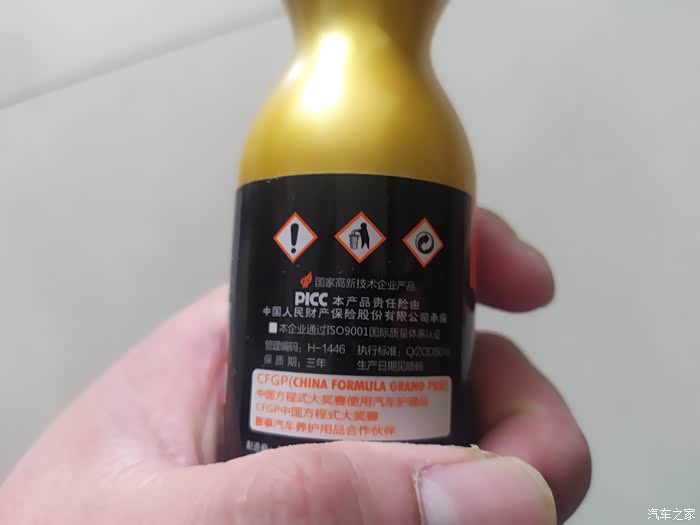 国家高新技术企业产品
PICC 本产品责任险由
中国人民财产保险股份有限公司承保
本企业通过ISO9001国际质量体系认证
管理编码：H-1446 执行标准：
保质期：三年 生产日期见喷码
CFGP(CHINA FORMULA GRAND PRIX)
中国方程式大奖赛使用汽车护理品
CFGP中国方程式大奖赛
赛事汽车养护用品合作伙伴
制造商
汽车之家